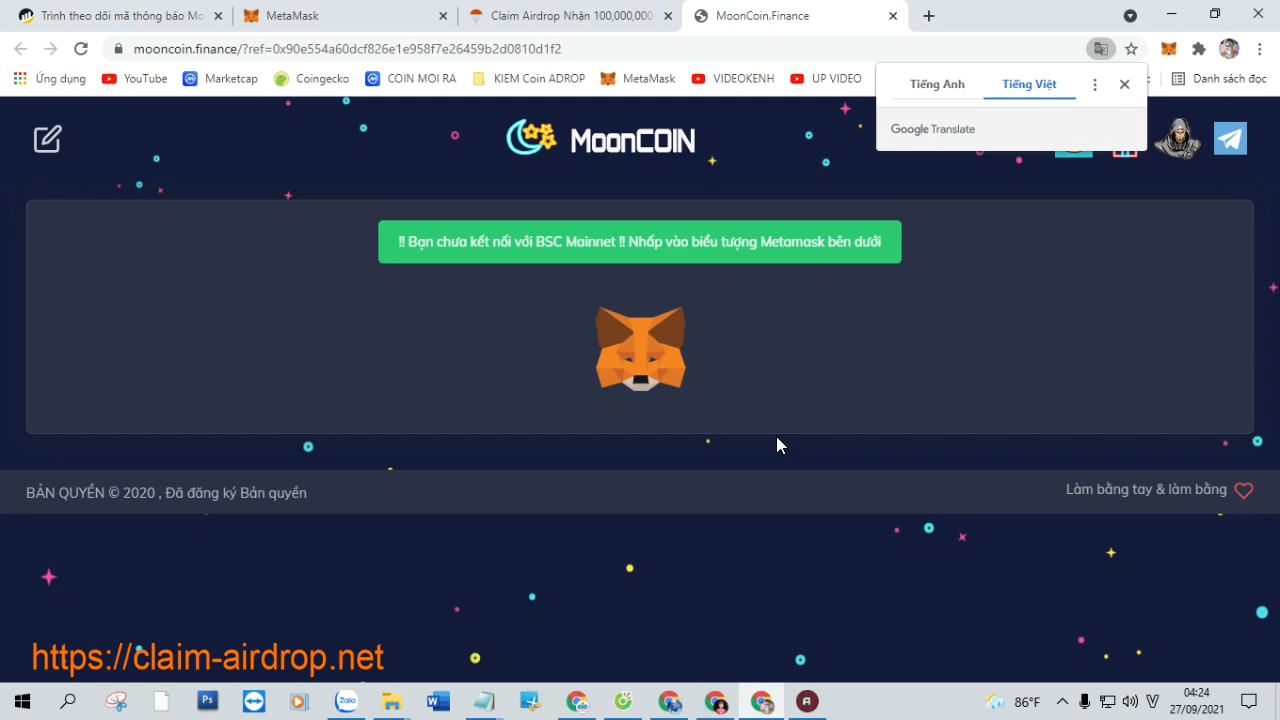 Trình theo dõi mã thông báo Mo
MetaMask
Claim Airdrop Nhận 100,000,000
MoonCoin.Finance
mooncoin.finance/?ref=0x90e554a60dcf826e1e958f7e26459b2d0810d1f2
Ứng dụng
YouTube
Marketcap
Coingecko
COIN MOI RA
KIEM Coin ADROP
MetaMask
VIDEOKENH
UP VIDEO
Danh sách đọc
Tiếng Anh
Tiếng Việt
Google Translate
MoonCOIN
!! Bạn chưa kết nối với BSC Mainnet !! Nhấp vào biểu tượng Metamask bên dưới
BẢN QUYỀN © 2020 , Đã đăng ký Bản quyền
Làm bằng tay & làm bằng
https://claim-airdrop.net
Ps
Zalo
86°F
04:24
27/09/2021